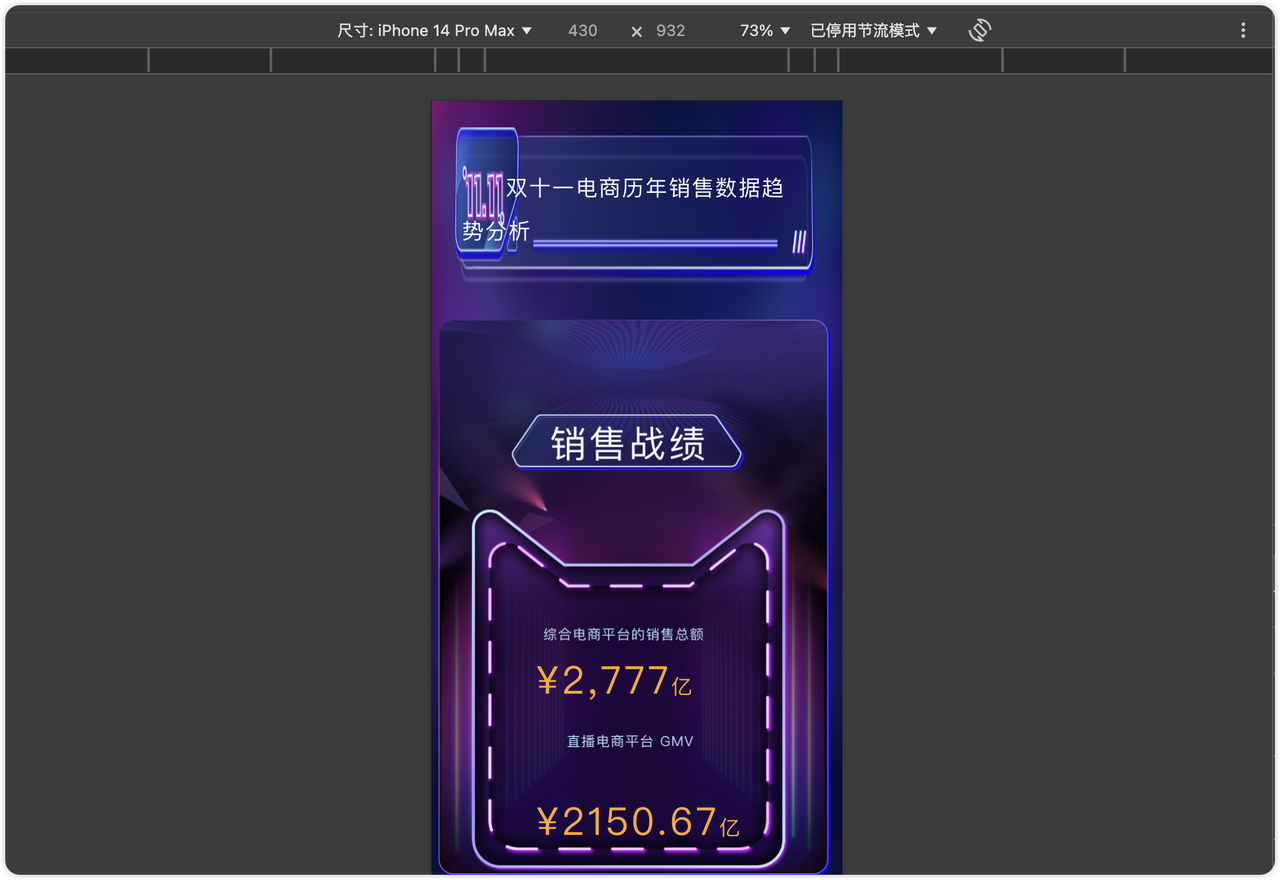 尺寸: iPhone 14 Pro Max ▼ 430 × 932 73% ▼ 已停用节流模式 ▼
11.11 双十一电商历年销售数据趋
势分析
销售战绩
综合电商平台的销售总额
¥2,777亿
直播电商平台 GMV
¥2150.67亿